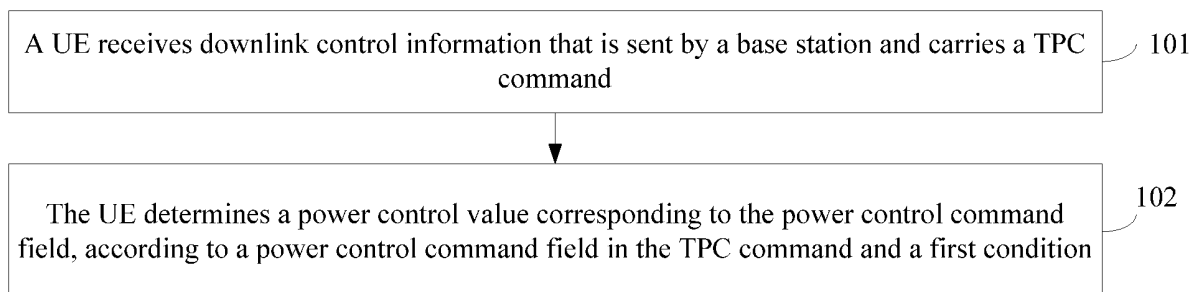 A UE receives downlink control information that is sent by a base station and carries a TPC
command
101
The UE determines a power control value corresponding to the power control command
field, according to a power control command field in the TPC command and a first condition
102